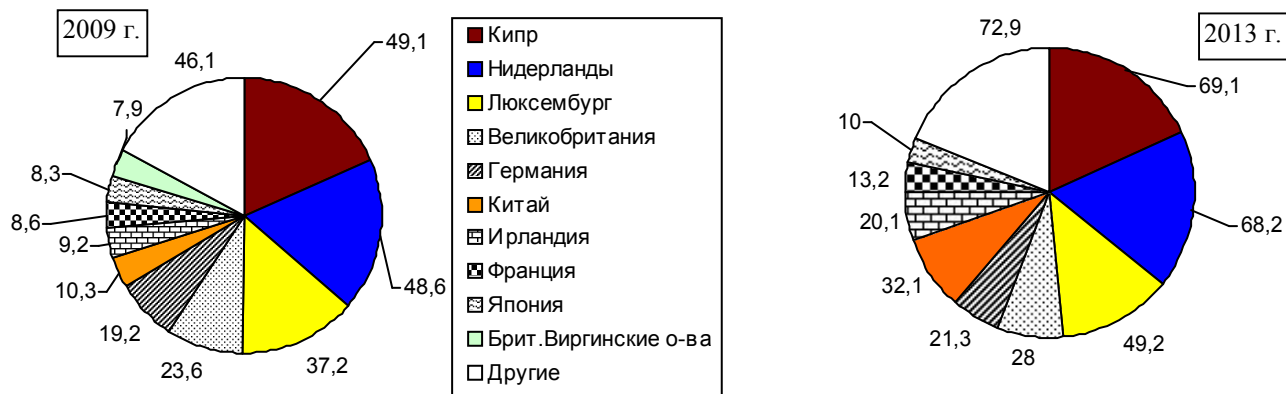 2009 г.
49,1
48,6
37,2
23,6
19,2
10,3
9,2
8,6
8,3
7,9
46,1
Кипр
Нидерланды
Люксембург
Великобритания
Германия
Китай
Ирландия
Франция
Япония
Брит.Виргинские о-ва
Другие
2013 г.
69,1
68,2
49,2
28
21,3
32,1
20,1
13,2
10
72,9